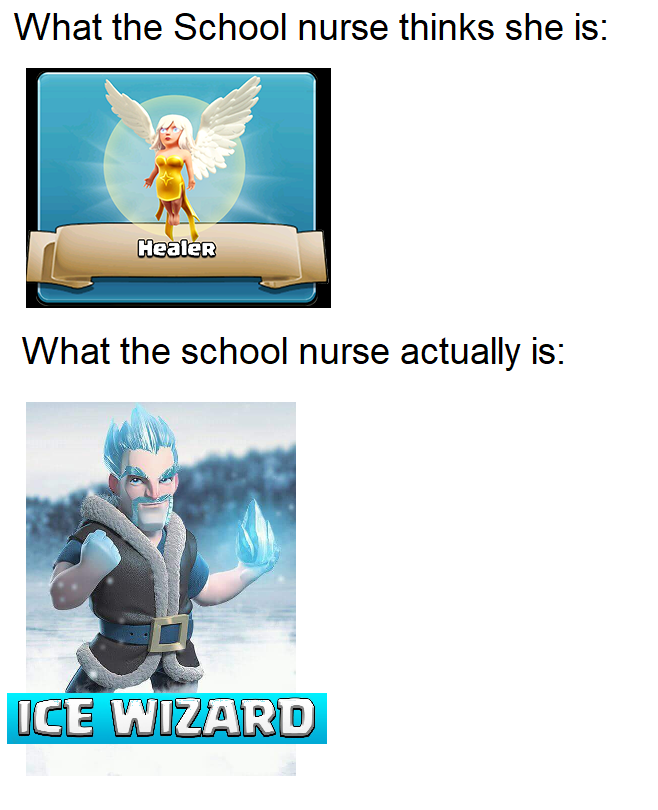 What the School nurse thinks she is:
Healer
What the school nurse actually is:
ICE WIZARD